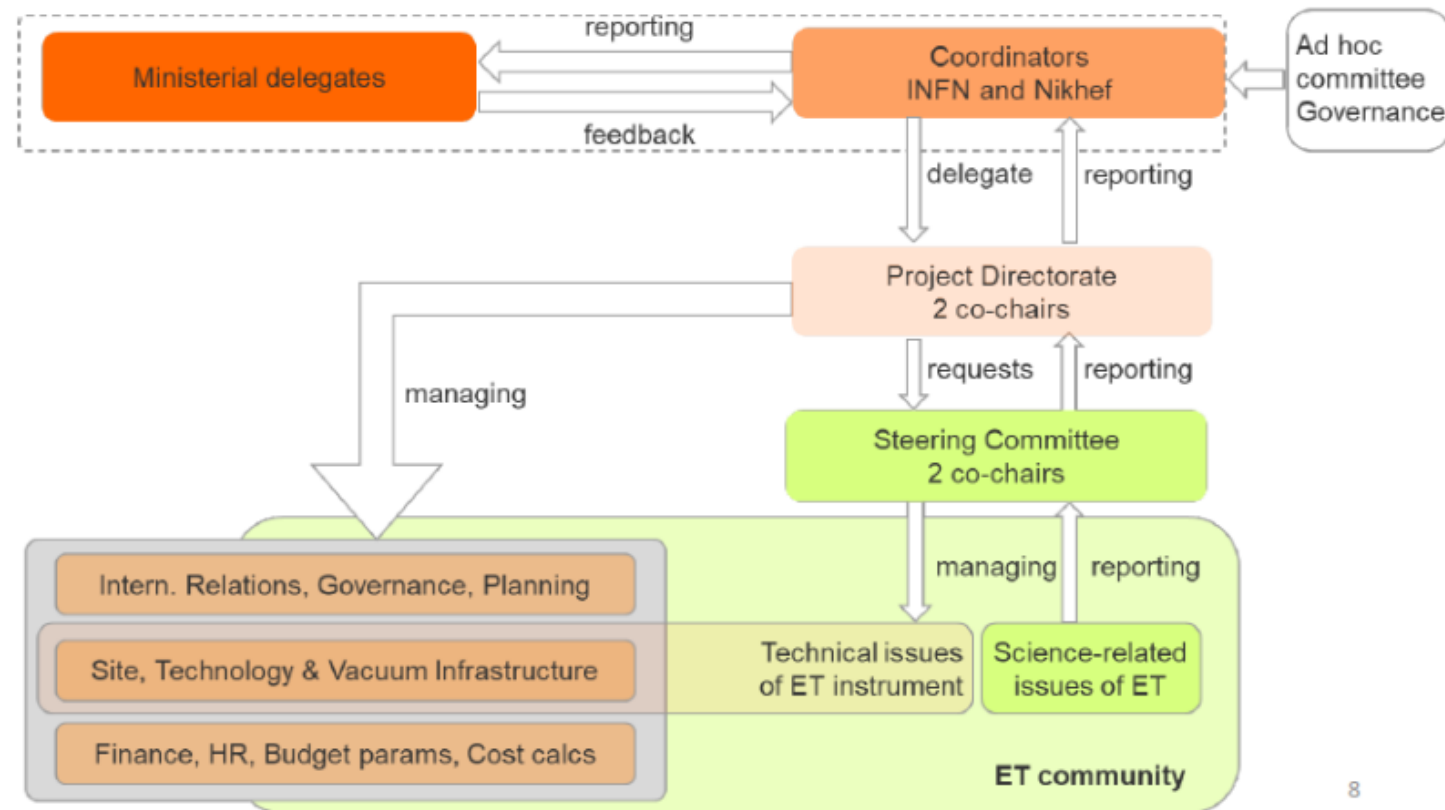 reporting
Ministerial delegates
Coordinators
INFN and Nikhef
Ad hoc
committee
Governance
feedback
delegate
reporting
Project Directorate
2 co-chairs
managing
requests
reporting
Steering Committee
2 co-chairs
managing
reporting
Intern. Relations, Governance, Planning
Site, Technology & Vacuum Infrastructure
Technical issues
of ET instrument
Science-related
issues of ET
Finance, HR, Budget params, Cost calcs
ET community
8